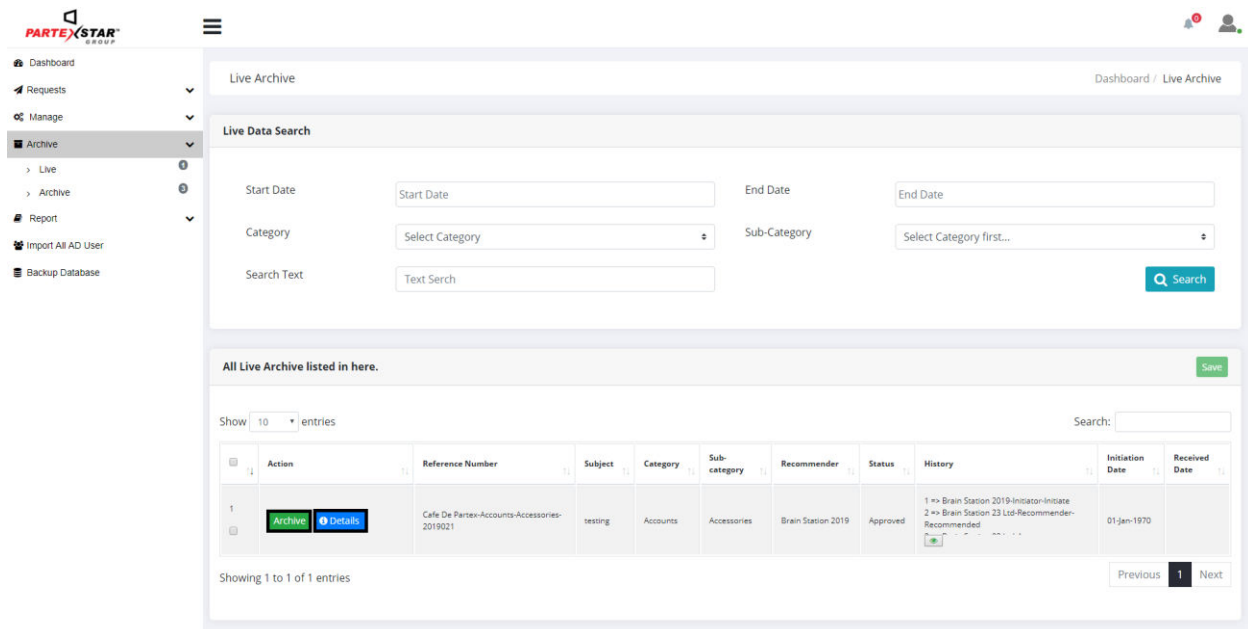 PARTEX STAR™
GROUP
0
Dashboard
Requests
Manage
Archive
Live 1
Archive 3
Report
Import All AD User
Backup Database
Live Archive
Dashboard / Live Archive
Live Data Search
Start Date Start Date End Date End Date
Category Select Category Sub-Category Select Category first...
Search Text Text Serch Search
All Live Archive listed in here. Save
Show 10 entries Search:
Action Reference Number Subject Category Sub-category Recommender Status History Initiation Date Received Date
1 Archive Details Cafe De Partex-Accounts-Accessories-2019021 testing Accounts Accessories Brain Station 2019 Approved 01-Jan-1970
1 => Brain Station 2019-Initiator-Initiate
2 => Brain Station 23 Ltd-Recommender-
Recommended
Showing 1 to 1 of 1 entries
Previous 1 Next